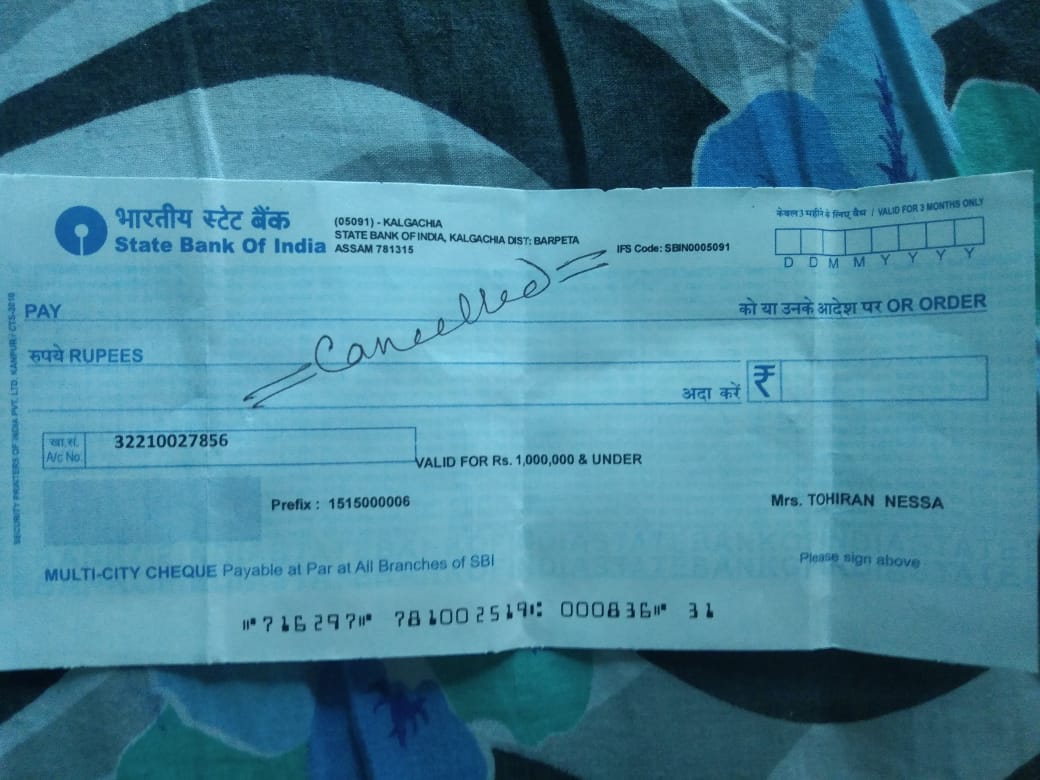 भारतीय स्टेट बैंक
State Bank Of India
(05091) - KALGACHIA
STATE BANK OF INDIA, KALGACHIA DIST: BARPETA
ASSAM 781315
IFS Code: SBIN0005091
केवल 3 महीने के लिए वैध / VALID FOR 3 MONTHS ONLY
D D M M Y Y Y Y
PAY
को या उनके आदेश पर OR ORDER
Cancelled
रुपये RUPEES
अदा करें ₹
खा.सं.
A/c No. 32210027856
VALID FOR Rs. 1,000,000 & UNDER
Prefix : 1515000006
Mrs. TOHIRAN NESSA
MULTI-CITY CHEQUE Payable at Par at All Branches of SBI
Please sign above
⑈716297⑈ 781002519⑆ 000836⑈ 31
SECURITY PRINTERS OF INDIA PVT. LTD. KANPUR / CTS-2010